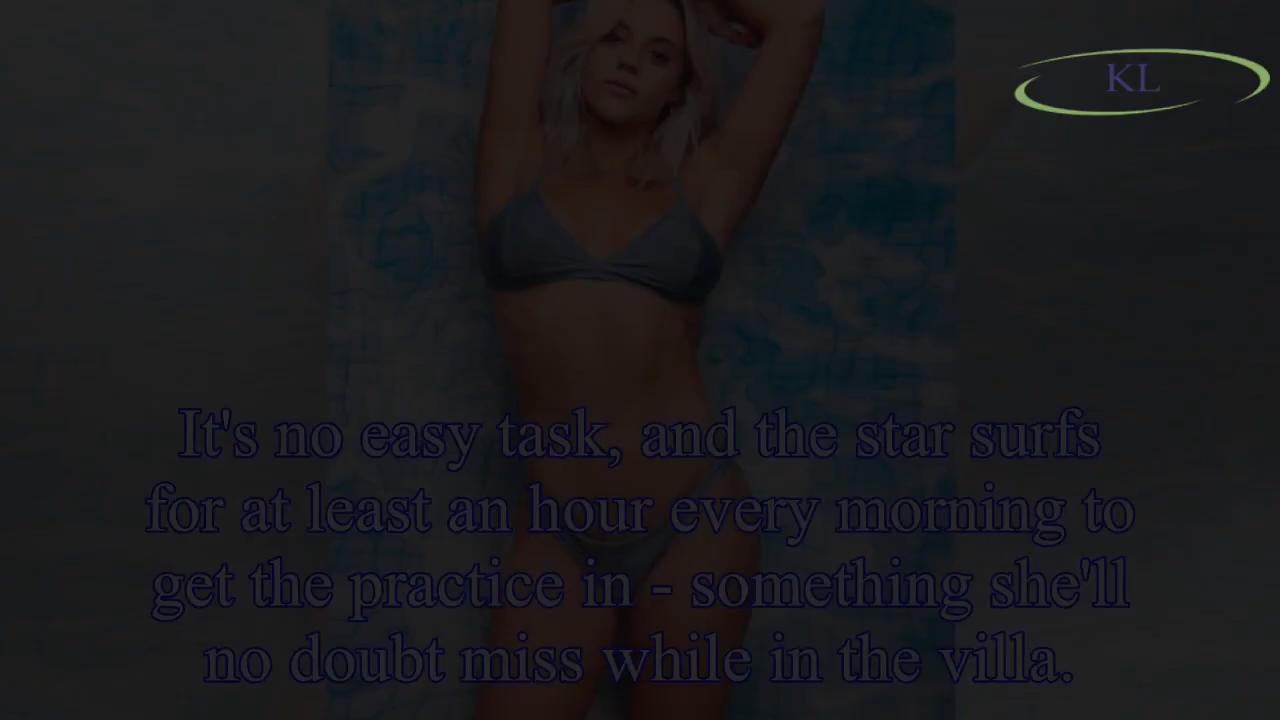 KL
It's no easy task, and the star surfs
for at least an hour every morning to
get the practice in - something she'll
no doubt miss while in the villa.